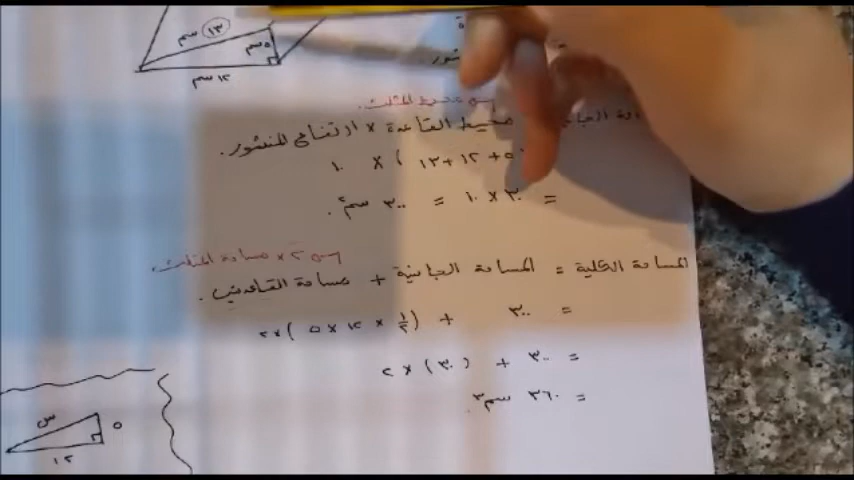 ١٣ سم
٥ سم
١٢ سم
محيط المثلث.
محيط القاعدة × ارتفاع المنشور.
٥ + ١٢ + ١٣ ) × ١٠
= ٣٠ × ١٠ = ٣٠٠ سم٢.
٢ × مساحة المثلث.
المساحة الكلية = المساحة الجانبية + مساحة القاعدتين.
= ٣٠٠ + ( ١/٢ × ١٢ × ٥ ) × ٢
= ٣٠٠ + ( ٣٠ ) × ٢
= ٣٦٠ سم٢.
س
٥
١٢